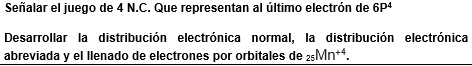 Señalar el juego de 4 N.C. Que representan al último electrón de 6P⁴
Desarrollar la distribución electrónica normal, la distribución electrónica
abreviada y el llenado de electrones por orbitales de ₂₅Mn⁺⁴.